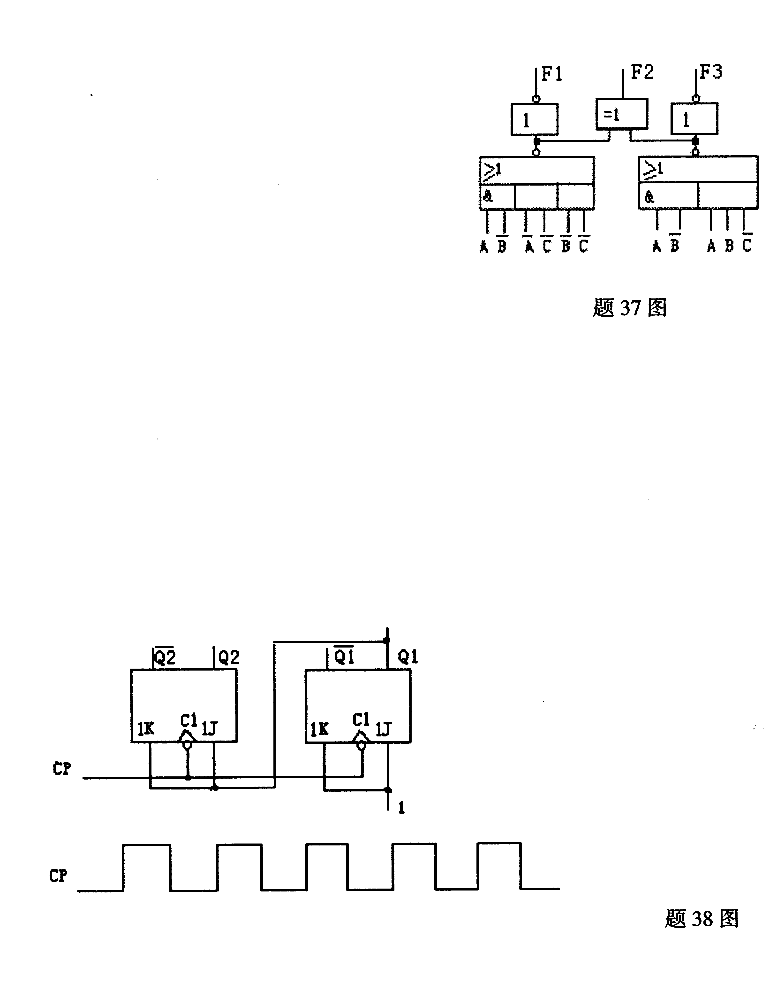 F1 F2 F3
1 =1 1
≥1 ≥1
& &
A B̅ A̅ C̅ B̅ C̅ A B̅ A B C̅
题 37 图
Q̅2̅ Q2 Q̅1̅ Q1
1K C1 1J 1K C1 1J
CP
1
CP
题 38 图